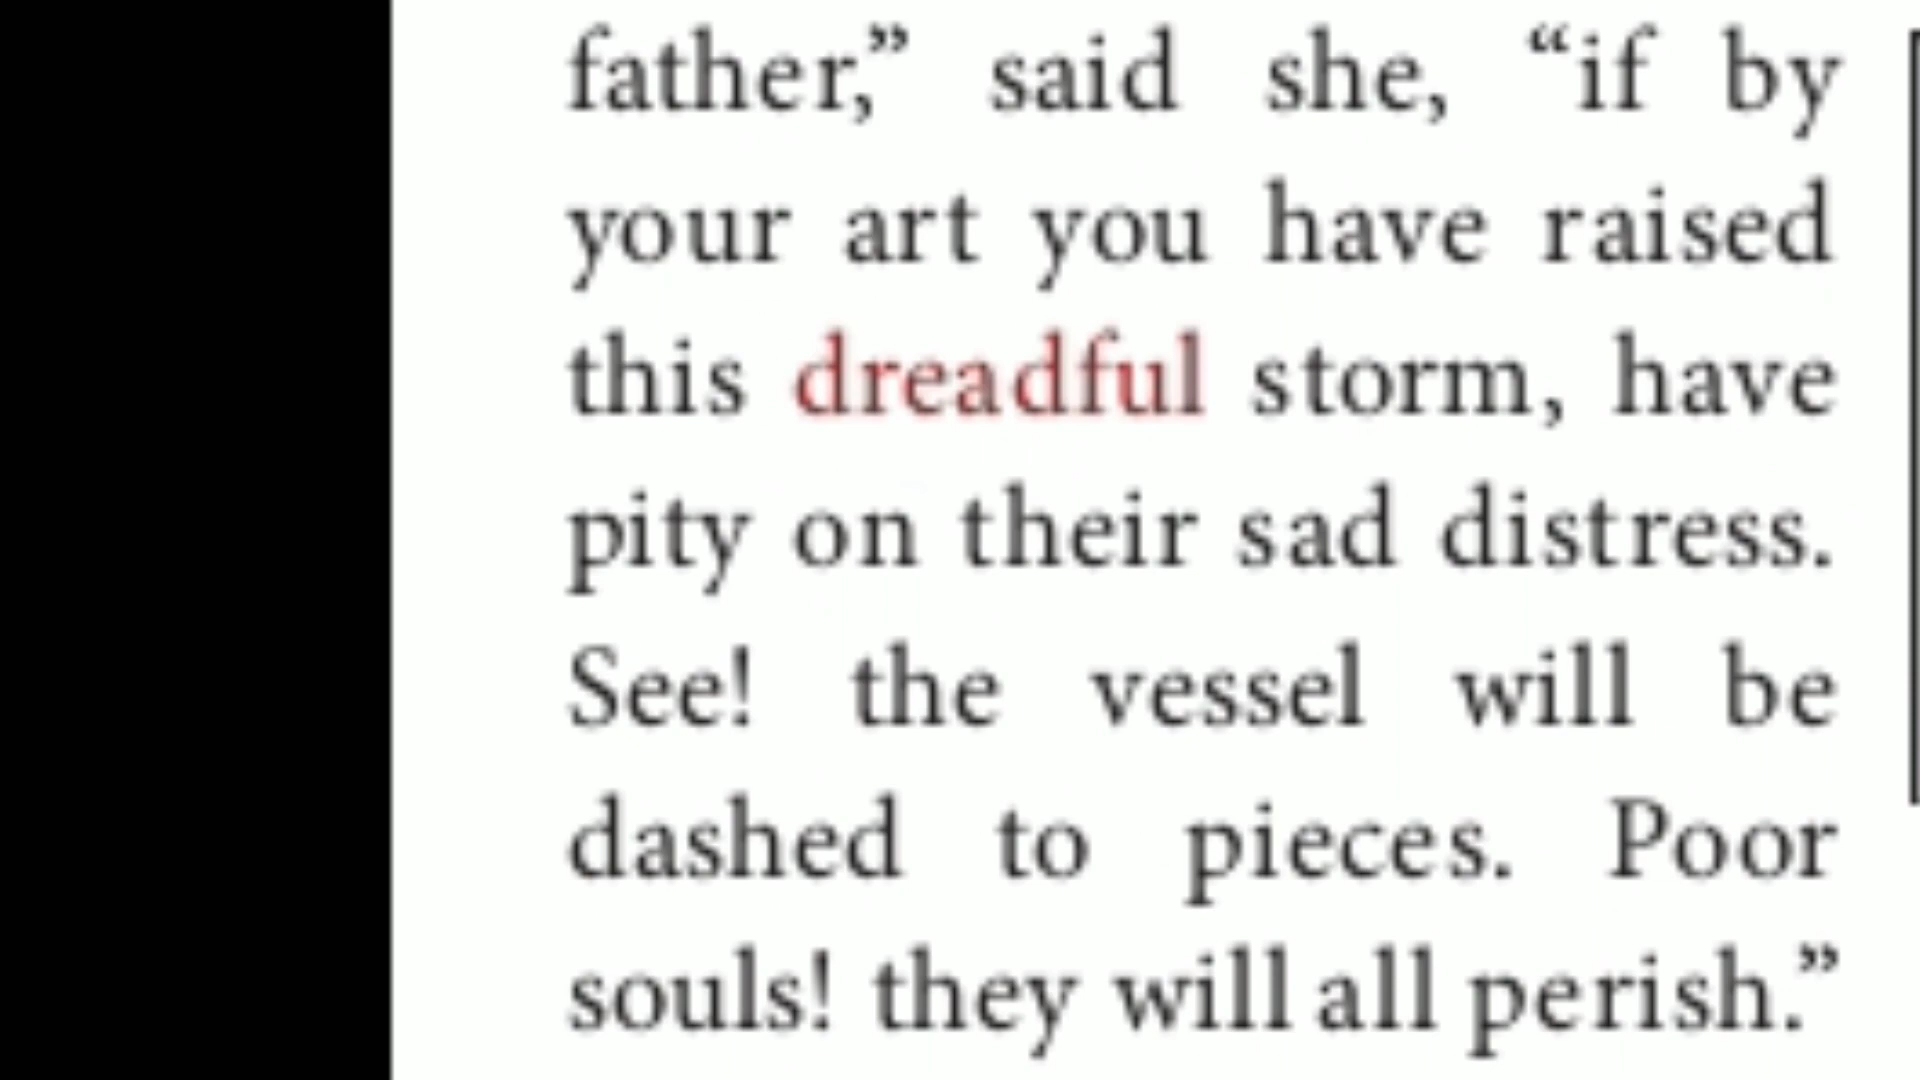 father,” said she, “if by
your art you have raised
this dreadful storm, have
pity on their sad distress.
See! the vessel will be
dashed to pieces. Poor
souls! they will all perish.”